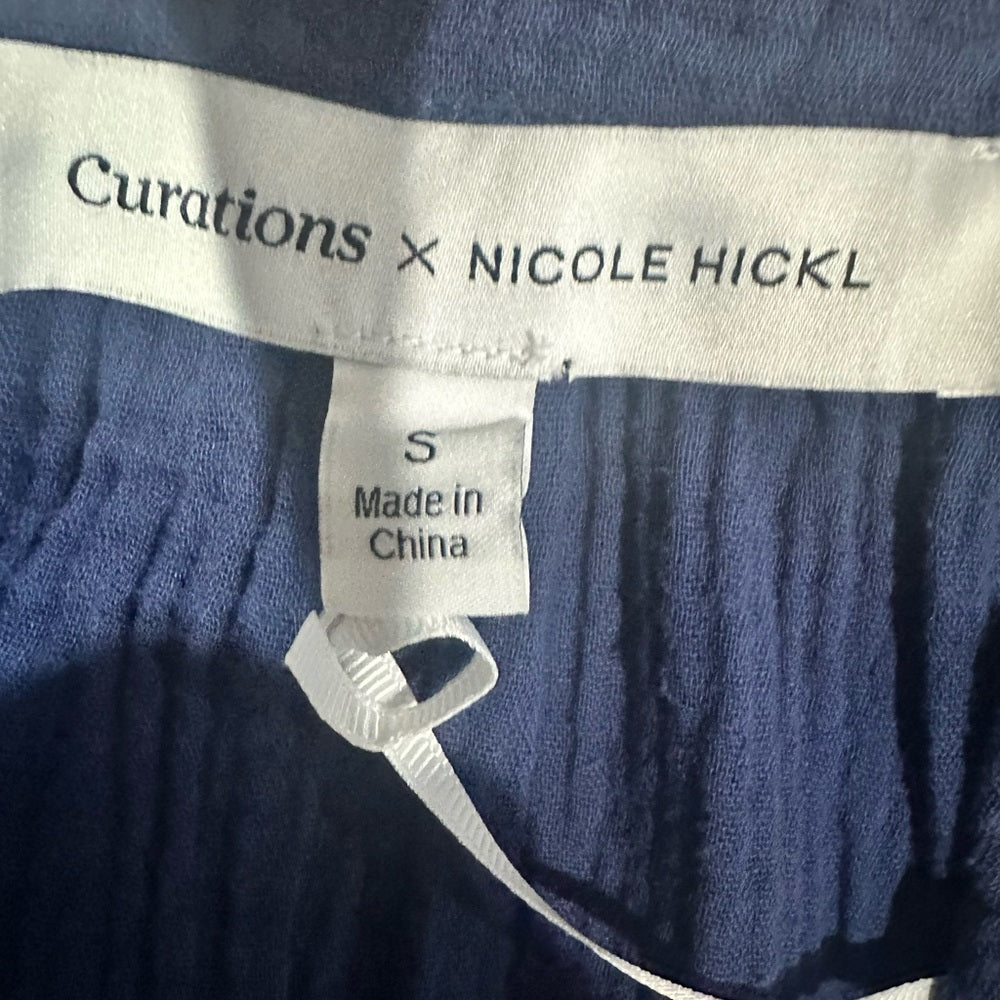 Curations X NICOLE HICKL
S
Made in
China